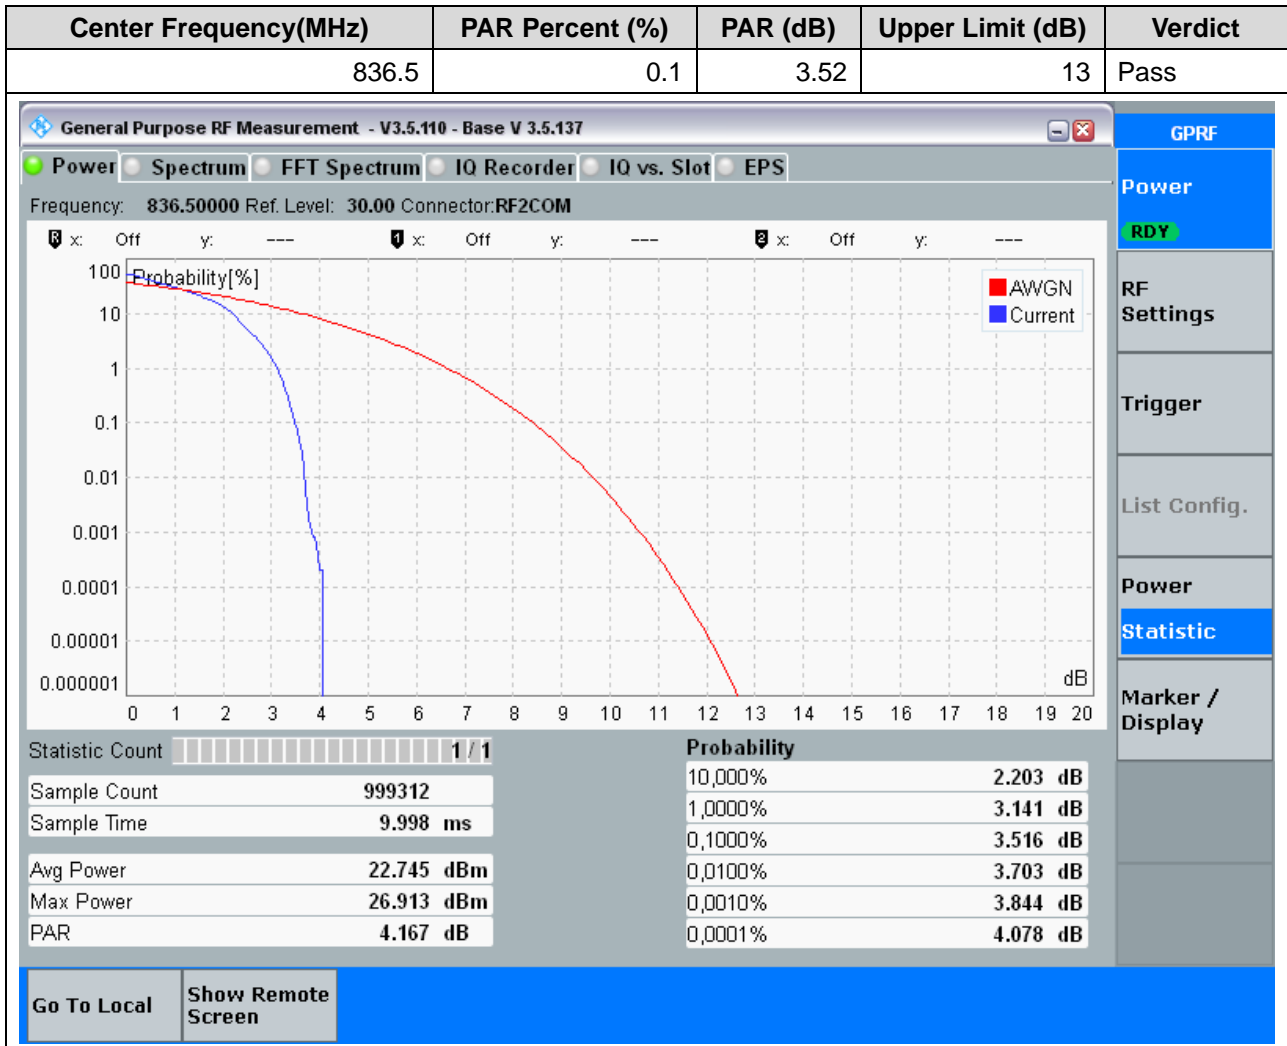 Center Frequency(MHz) PAR Percent (%) PAR (dB) Upper Limit (dB) Verdict
836.5 0.1 3.52 13 Pass
General Purpose RF Measurement - V3.5.110 - Base V 3.5.137
GPRF
Power Spectrum FFT Spectrum IQ Recorder IQ vs. Slot EPS
Power
RDY
Frequency: 836.50000 Ref. Level: 30.00 Connector:RF2COM
R x: Off y: --- 1 x: Off y: --- 2 x: Off y: ---
Probability[%]
AWGN
Current
100
10
1
0.1
0.01
0.001
0.0001
0.00001
0.000001
dB
0 1 2 3 4 5 6 7 8 9 10 11 12 13 14 15 16 17 18 19 20
RF
Settings
Trigger
List Config.
Power
Statistic
Marker /
Display
Statistic Count 1 / 1
Sample Count 999312
Sample Time 9.998 ms
Avg Power 22.745 dBm
Max Power 26.913 dBm
PAR 4.167 dB
Probability
10,000% 2.203 dB
1,0000% 3.141 dB
0,1000% 3.516 dB
0,0100% 3.703 dB
0,0010% 3.844 dB
0,0001% 4.078 dB
Go To Local
Show Remote
Screen